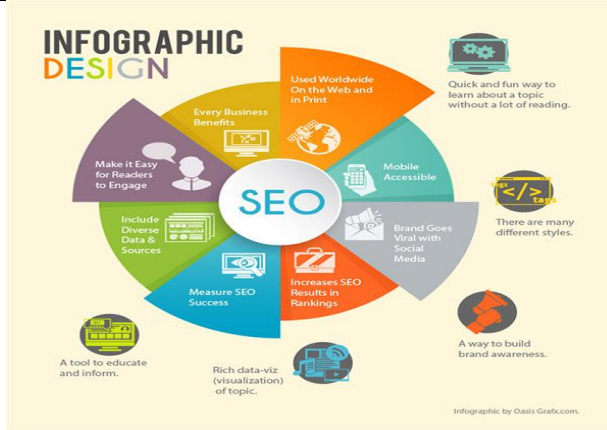 INFOGRAPHIC
DESIGN
Used Worldwide
On the Web and
in Print
Quick and fun way to
learn about a topic
without a lot of reading.
Every Business
Benefits
Make it Easy
for Readers
to Engage
Mobile
Accessible
SEO
tags
</>
tags
There are many
different styles.
Include
Diverse
Data &
Sources
Brand Goes
Viral with
Social
Media
Measure SEO
Success
Increases SEO
Results in
Rankings
A way to build
brand awareness.
A tool to educate
and inform.
Rich data-viz
(visualization)
of topic.
Infographic by Oasis Grafx.com.